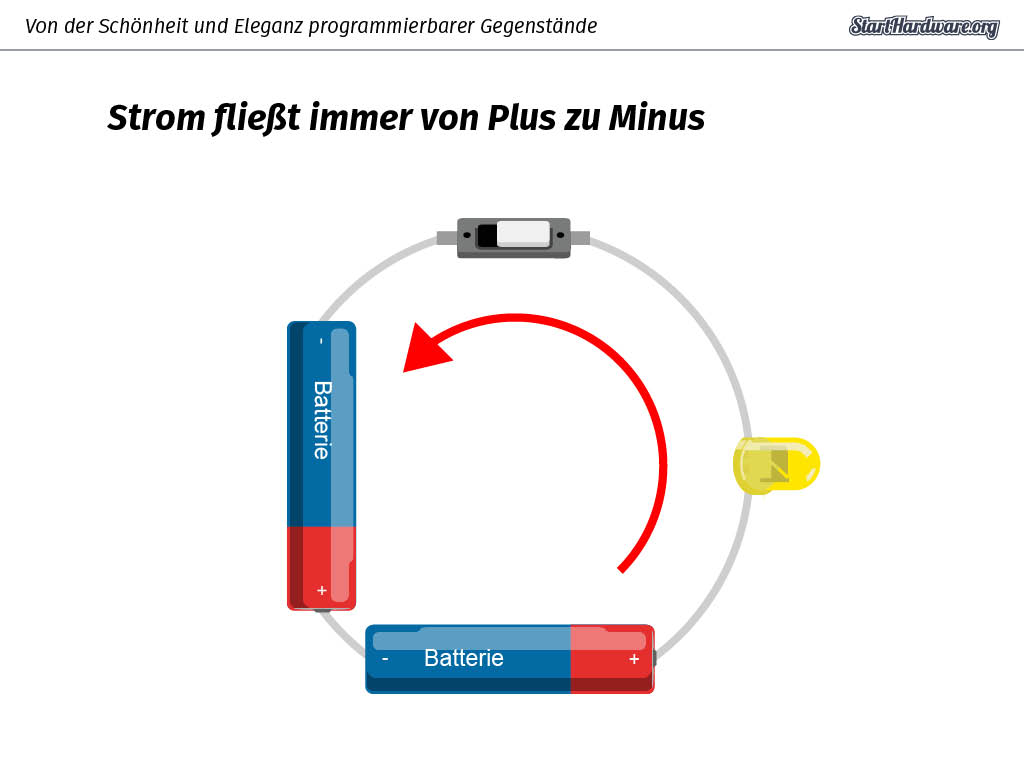 Von der Schönheit und Eleganz programmierbarer Gegenstände
StartHardware.org
Strom fließt immer von Plus zu Minus
-
Batterie
+
- Batterie +